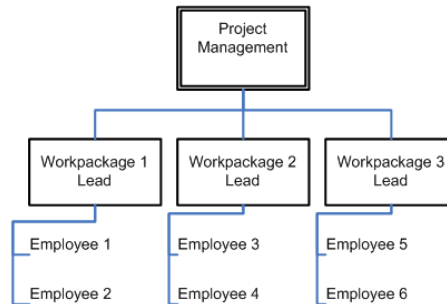 Project
Management
Workpackage 1
Lead
Workpackage 2
Lead
Workpackage 3
Lead
Employee 1
Employee 3
Employee 5
Employee 2
Employee 4
Employee 6